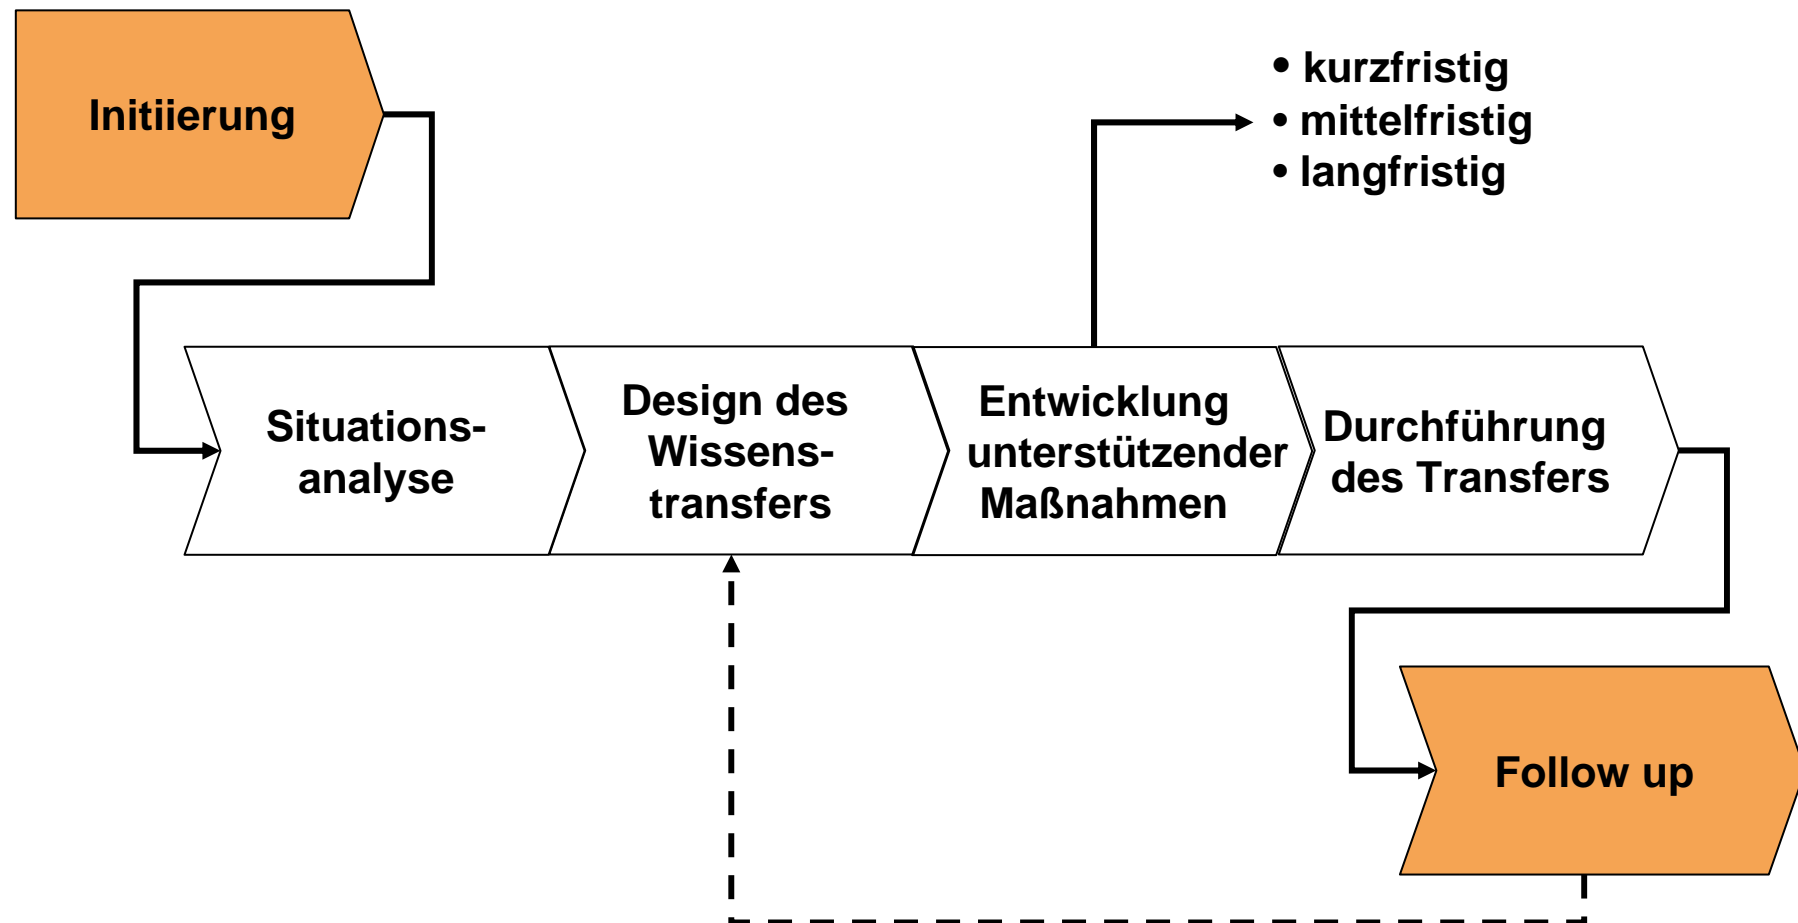 Initiierung
• kurzfristig
• mittelfristig
• langfristig
Situations-
analyse
Design des
Wissens-
transfers
Entwicklung
unterstützender
Maßnahmen
Durchführung
des Transfers
Follow up